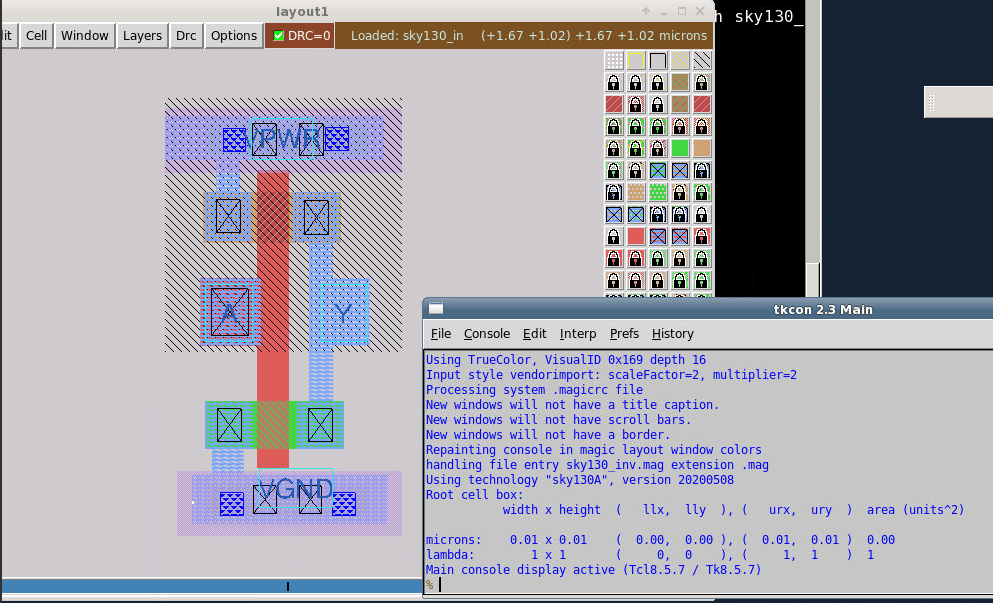 layout1
h sky130_
lit Cell Window Layers Drc Options DRC=0 Loaded: sky130_in (+1.67 +1.02) +1.67 +1.02 microns
VPWR
A
Y
VGND
tkcon 2.3 Main
File Console Edit Interp Prefs History
Using TrueColor, VisualID 0x169 depth 16
Input style vendorimport: scaleFactor=2, multiplier=2
Processing system .magicrc file
New windows will not have a title caption.
New windows will not have scroll bars.
New windows will not have a border.
Repainting console in magic layout window colors
handling file entry sky130_inv.mag extension .mag
Using technology "sky130A", version 20200508
Root cell box:
width x height ( llx, lly ), ( urx, ury ) area (units^2)
microns: 0.01 x 0.01 ( 0.00, 0.00 ), ( 0.01, 0.01 ) 0.00
lambda: 1 x 1 ( 0, 0 ), ( 1, 1 ) 1
Main console display active (Tcl8.5.7 / Tk8.5.7)
%